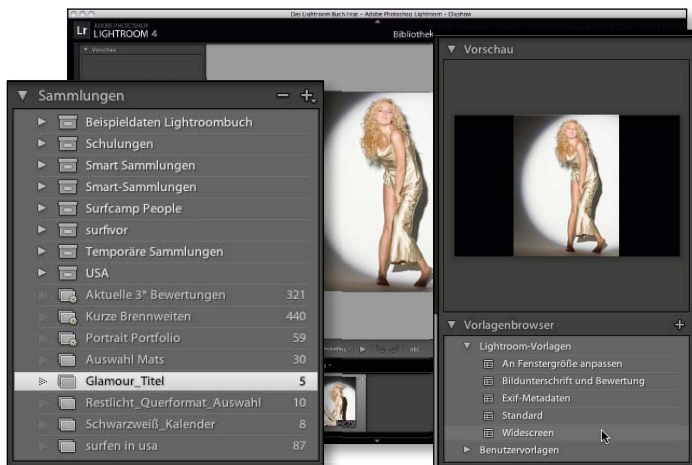 Das Lightroom Buch.lrcat – Adobe Photoshop Lightroom – Diashow
Lr ADOBE PHOTOSHOP
LIGHTROOM 4
Bibliothek
Vorschau
Sammlungen
Beispieldaten Lightroombuch
Schulungen
Smart Sammlungen
Smart-Sammlungen
Surfcamp People
surfivor
Temporäre Sammlungen
USA
Aktuelle 3* Bewertungen 321
Kurze Brennweiten 440
Portrait Portfolio 59
Auswahl Mats 30
Glamour_Titel 5
Restlicht_Querformat_Auswahl 10
Schwarzweiß_Kalender 8
surfen in usa 87
ABC
Vorschau
Vorlagenbrowser
Lightroom-Vorlagen
An Fenstergröße anpassen
Bildunterschrift und Bewertung
Exif-Metadaten
Standard
Widescreen
Benutzervorlagen